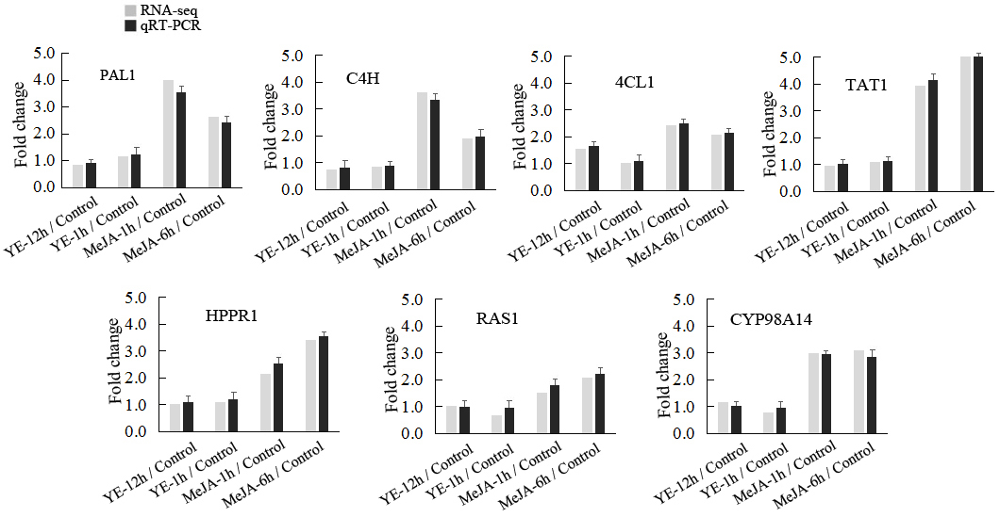 RNA-seq
qRT-PCR
PAL1
Fold change
5.0
4.0
3.0
2.0
1.0
0.0
YE-12h / Control
YE-1h / Control
MeJA-1h / Control
MeJA-6h / Control
C4H
Fold change
5.0
4.0
3.0
2.0
1.0
0.0
YE-12h / Control
YE-1h / Control
MeJA-1h / Control
MeJA-6h / Control
4CL1
Fold change
5.0
4.0
3.0
2.0
1.0
0.0
YE-12h / Control
YE-1h / Control
MeJA-1h / Control
MeJA-6h / Control
TAT1
Fold change
5.0
4.0
3.0
2.0
1.0
0.0
YE-12h / Control
YE-1h / Control
MeJA-1h / Control
MeJA-6h / Control
HPPR1
Fold change
5.0
4.0
3.0
2.0
1.0
0.0
YE-12h / Control
YE-1h / Control
MeJA-1h / Control
MeJA-6h / Control
RAS1
Fold change
5.0
4.0
3.0
2.0
1.0
0.0
YE-12h / Control
YE-1h / Control
MeJA-1h / Control
MeJA-6h / Control
CYP98A14
Fold change
5.0
4.0
3.0
2.0
1.0
0.0
YE-12h / Control
YE-1h / Control
MeJA-1h / Control
MeJA-6h / Control